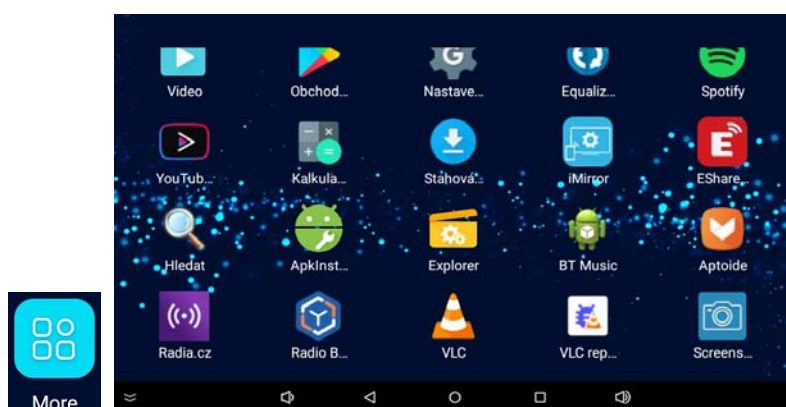 Video
Obchod...
Nastave...
Equaliz...
Spotify
YouTub...
Kalkula...
Stahová...
iMirror
EShare...
Hledat
ApkInst...
Explorer
BT Music
Aptoide
Radia.cz
Radio B...
VLC
VLC rep...
Screens...
More